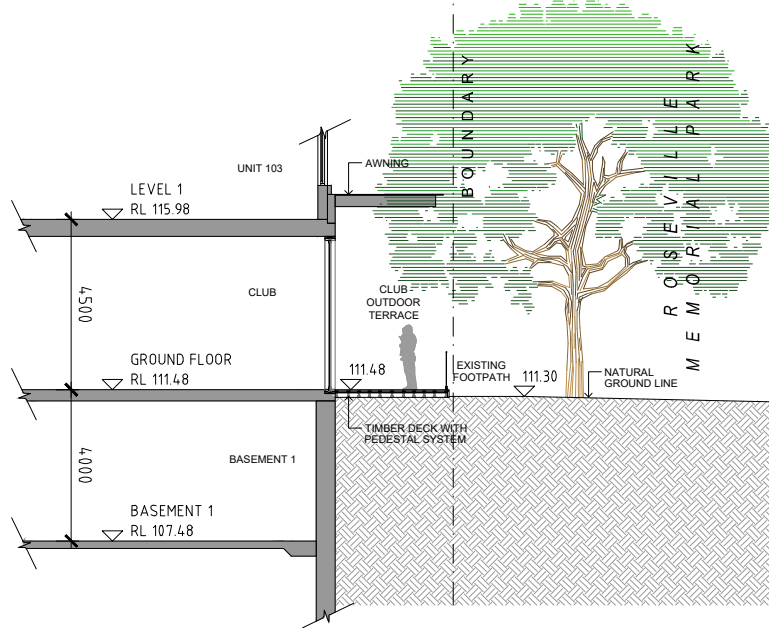 BOUNDARY
ROSEVILLE
MEMORIAL PARK
UNIT 103
AWNING
LEVEL 1
RL 115.98
4500
CLUB
CLUB
OUTDOOR
TERRACE
GROUND FLOOR
RL 111.48
111.48
EXISTING
FOOTPATH
111.30
NATURAL
GROUND LINE
TIMBER DECK WITH
PEDESTAL SYSTEM
4000
BASEMENT 1
BASEMENT 1
RL 107.48